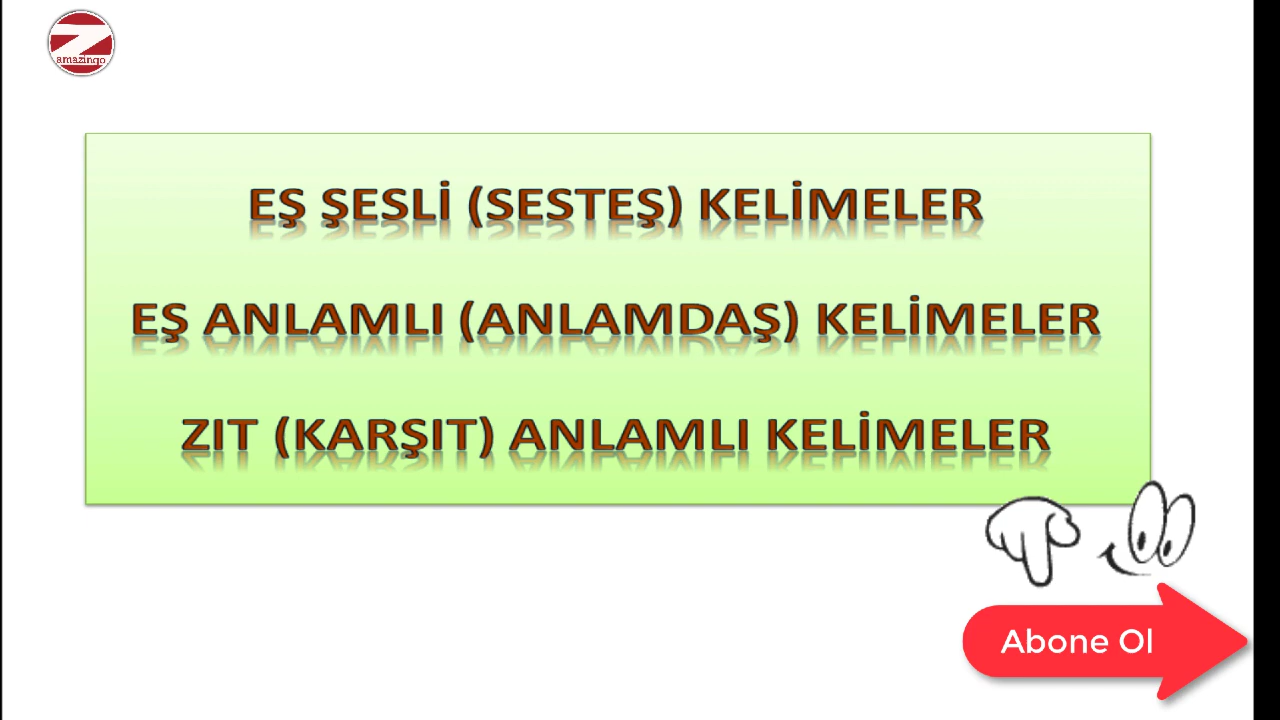 amazingo
EŞ ŞESLİ (SESTEŞ) KELİMELER
EŞ ANLAMLI (ANLAMDAŞ) KELİMELER
ZIT (KARŞIT) ANLAMLI KELİMELER
Abone Ol